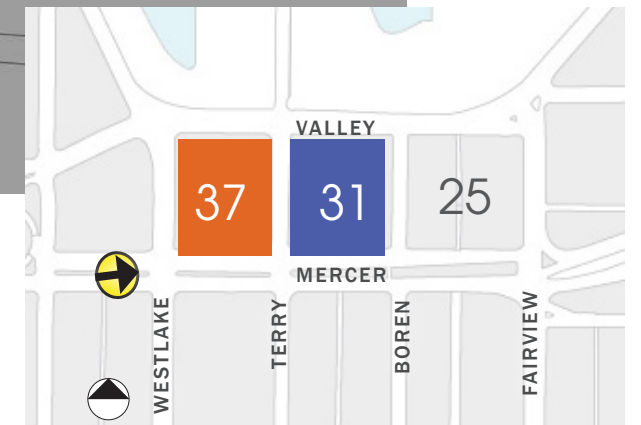 VALLEY
37
31
25
MERCER
WESTLAKE
TERRY
BOREN
FAIRVIEW